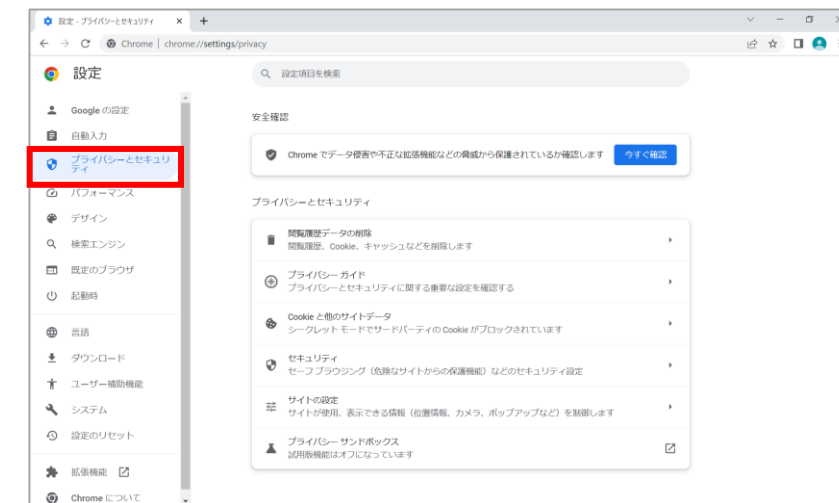 設定 - プライバシーとセキュリティ
Chrome | chrome://settings/privacy
設定
設定項目を検索
Google の設定
自動入力
プライバシーとセキュリ
ティ
パフォーマンス
デザイン
検索エンジン
既定のブラウザ
起動時
言語
ダウンロード
ユーザー補助機能
システム
設定のリセット
拡張機能
Chrome について
安全確認
Chrome でデータ侵害や不正な拡張機能などの脅威から保護されているか確認します
今すぐ確認
プライバシーとセキュリティ
閲覧履歴データの削除
閲覧履歴、Cookie、キャッシュなどを削除します
プライバシー ガイド
プライバシーとセキュリティに関する重要な設定を確認する
Cookie と他のサイトデータ
シークレット モードでサードパーティの Cookie がブロックされています
セキュリティ
セーフ ブラウジング（危険なサイトからの保護機能）などのセキュリティ設定
サイトの設定
サイトが使用、表示できる情報（位置情報、カメラ、ポップアップなど）を制御します
プライバシー サンドボックス
試用版機能はオフになっています